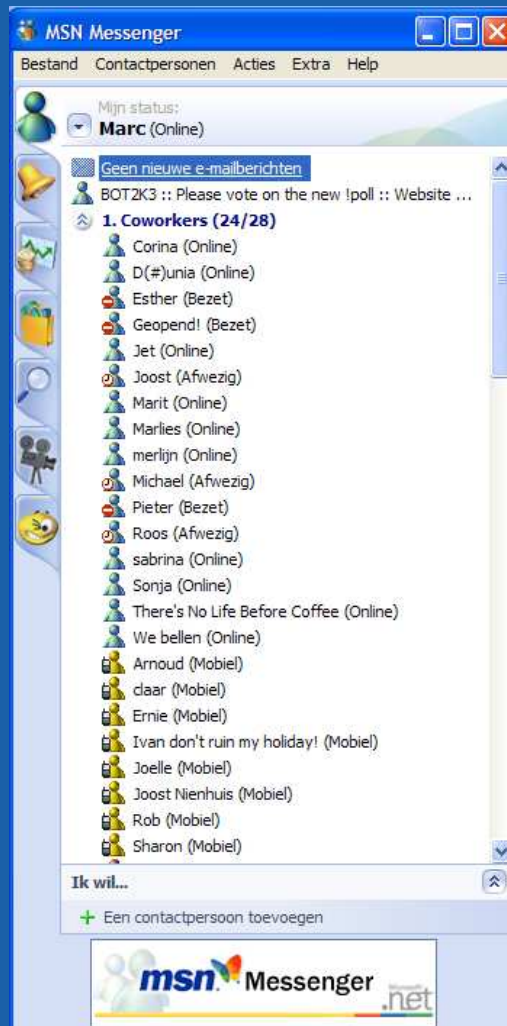 MSN Messenger
Bestand Contactpersonen Acties Extra Help
Mijn status:
Marc (Online)
Geen nieuwe e-mailberichten
BOT2K3 :: Please vote on the new !poll :: Website ...
1. Coworkers (24/28)
Corina (Online)
D(#)unia (Online)
Esther (Bezet)
Geopend! (Bezet)
Jet (Online)
Joost (Afwezig)
Marit (Online)
Marlies (Online)
merlijn (Online)
Michael (Afwezig)
Pieter (Bezet)
Roos (Afwezig)
sabrina (Online)
Sonja (Online)
There's No Life Before Coffee (Online)
We bellen (Online)
Arnoud (Mobiel)
claar (Mobiel)
Ernie (Mobiel)
Ivan don't ruin my holiday! (Mobiel)
Joelle (Mobiel)
Joost Nienhuis (Mobiel)
Rob (Mobiel)
Sharon (Mobiel)
Ik wil...
Een contactpersoon toevoegen
msn Messenger
.net